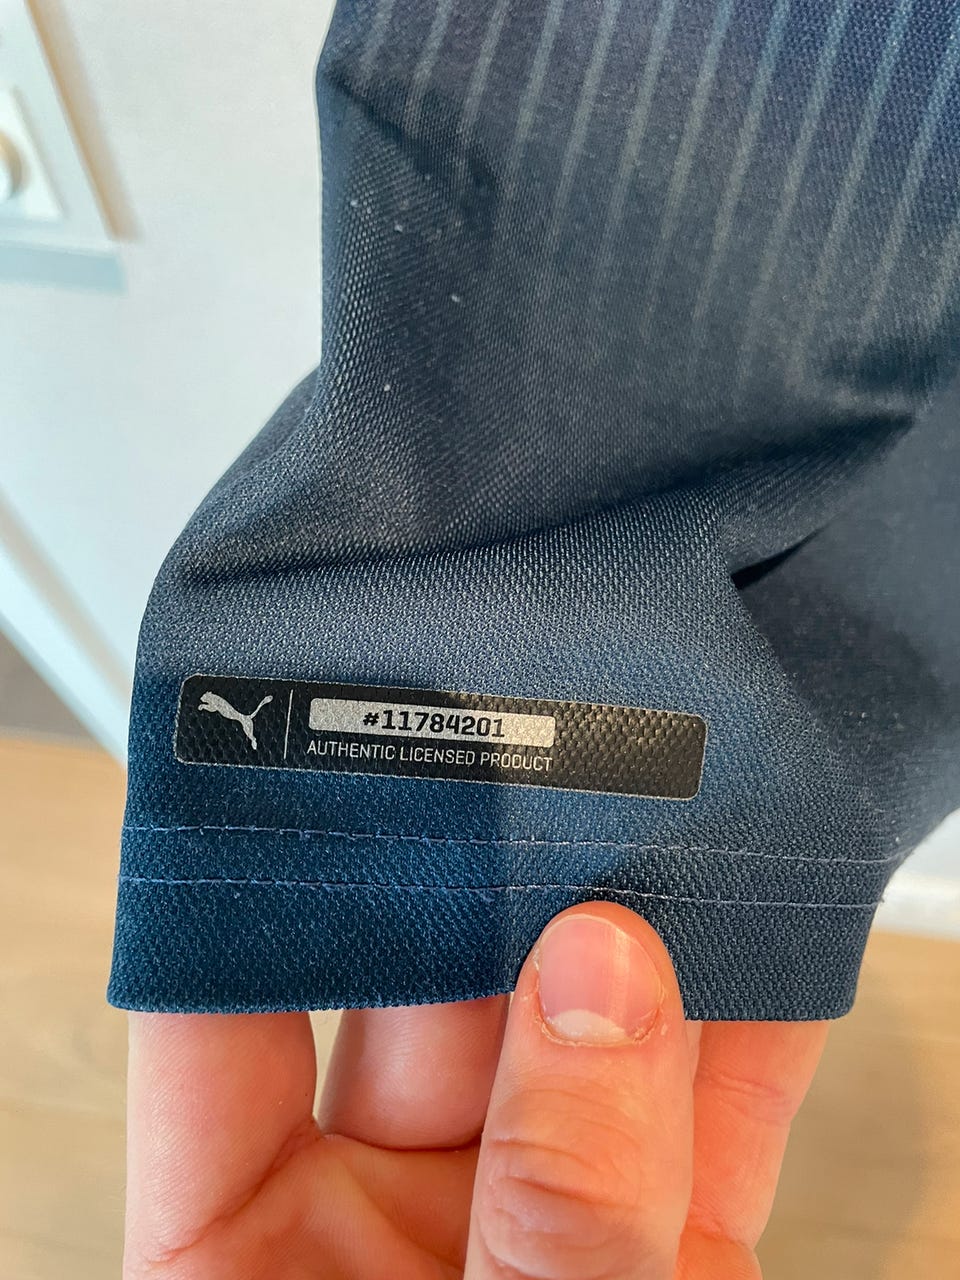 #11784201
AUTHENTIC LICENSED PRODUCT